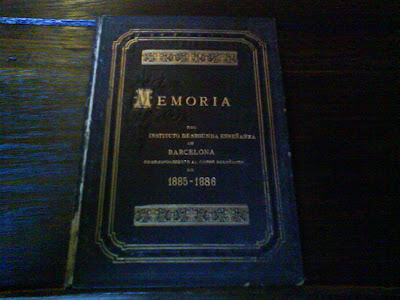 MEMORIA
DEL
INSTITUTO DE SEGUNDA ENSEÑANZA
DE
BARCELONA
CORRESPONDIENTE AL CURSO ACADÉMICO
DE
1885-1886